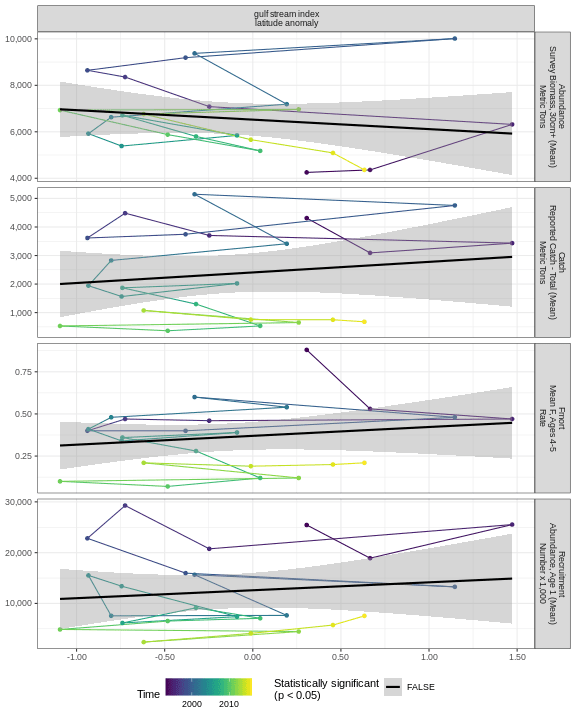 gulf stream index
latitude anomaly
10,000
8,000
6,000
4,000
Abundance
Survey Biomass, 30cm+ (Mean)
Metric Tons
5,000
4,000
3,000
2,000
1,000
Catch
Reported Catch - Total (Mean)
Metric Tons
0.75
0.50
0.25
Fmort
Mean F, Ages 4-5
Rate
30,000
20,000
10,000
Recruitment
Abundance, Age 1 (Mean)
Number x 1,000
-1.00 -0.50 0.00 0.50 1.00 1.50
Time
2000 2010
Statistically significant
(p < 0.05)
FALSE